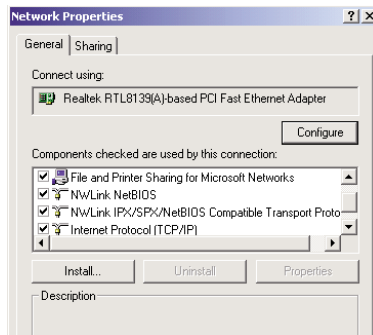 Network Properties
General
Sharing
Connect using:
Realtek RTL8139(A)-based PCI Fast Ethernet Adapter
Configure
Components checked are used by this connection:
File and Printer Sharing for Microsoft Networks
NWLink NetBIOS
NWLink IPX/SPX/NetBIOS Compatible Transport Proto
Internet Protocol (TCP/IP)
Install...
Uninstall
Properties
Description